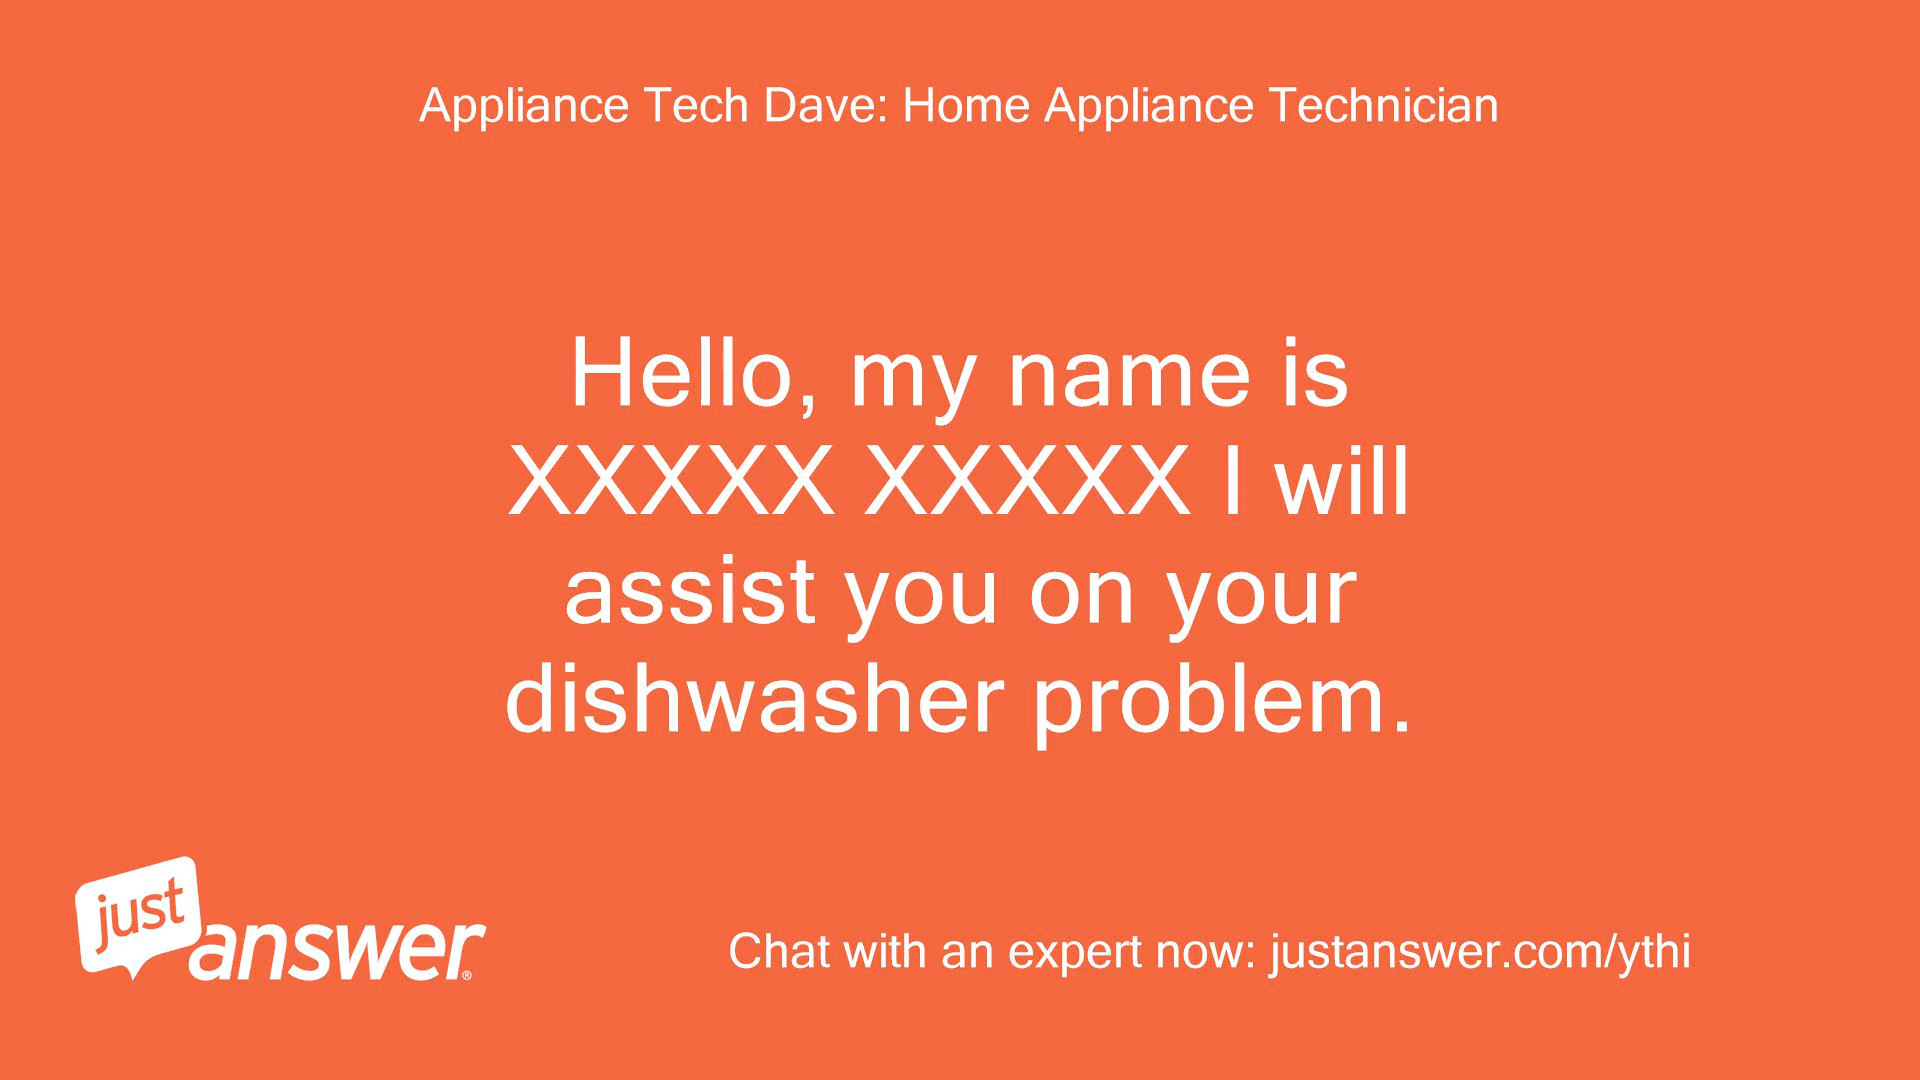 Appliance Tech Dave: Home Appliance Technician
Hello, my name is
XXXXX XXXXX I will
assist you on your
dishwasher problem.
just
answer®
Chat with an expert now: justanswer.com/ythi